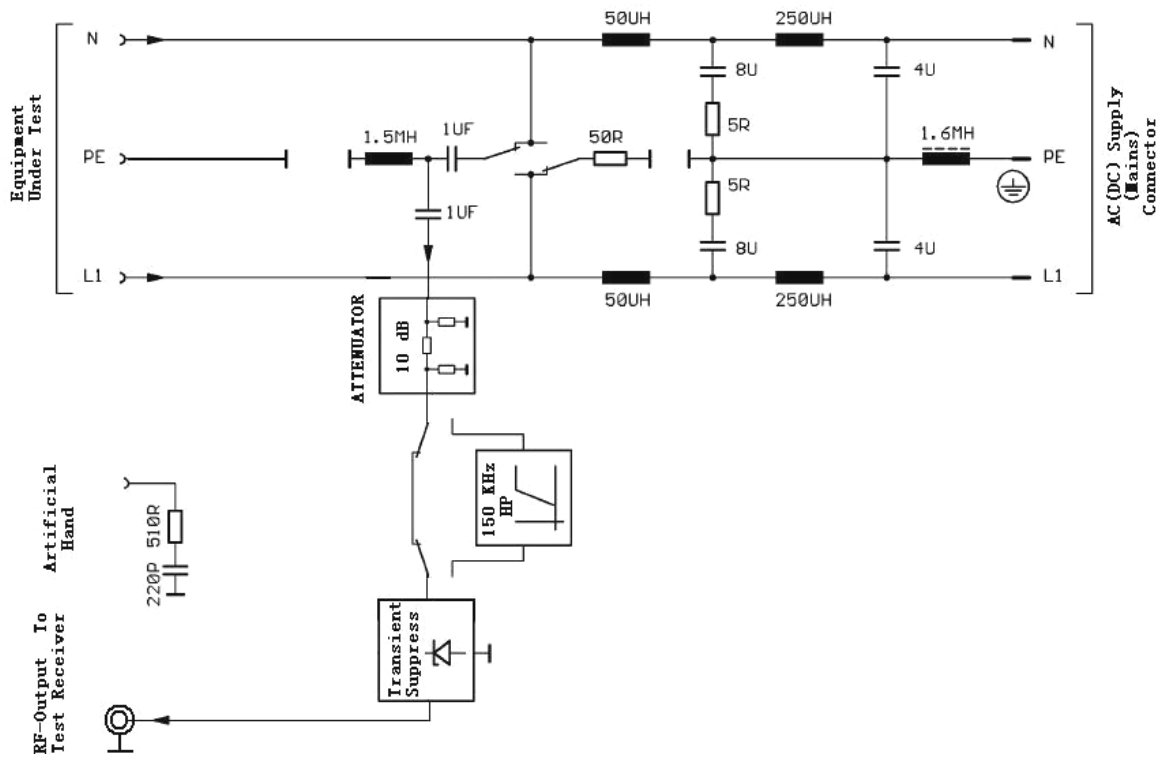 50UH
250UH
N
N
8U
4U
Equipment
Under Test
5R
1.5MH
1UF
50R
1.6MH
PE
PE
AC(DC) Supply
(Mains)
Connector
5R
1UF
8U
4U
L1
L1
50UH
250UH
ATTENUATOR
10 dB
150 KHz
HP
Artificial
Hand
510R
220P
Transient
Suppress
RF-Output To
Test Receiver